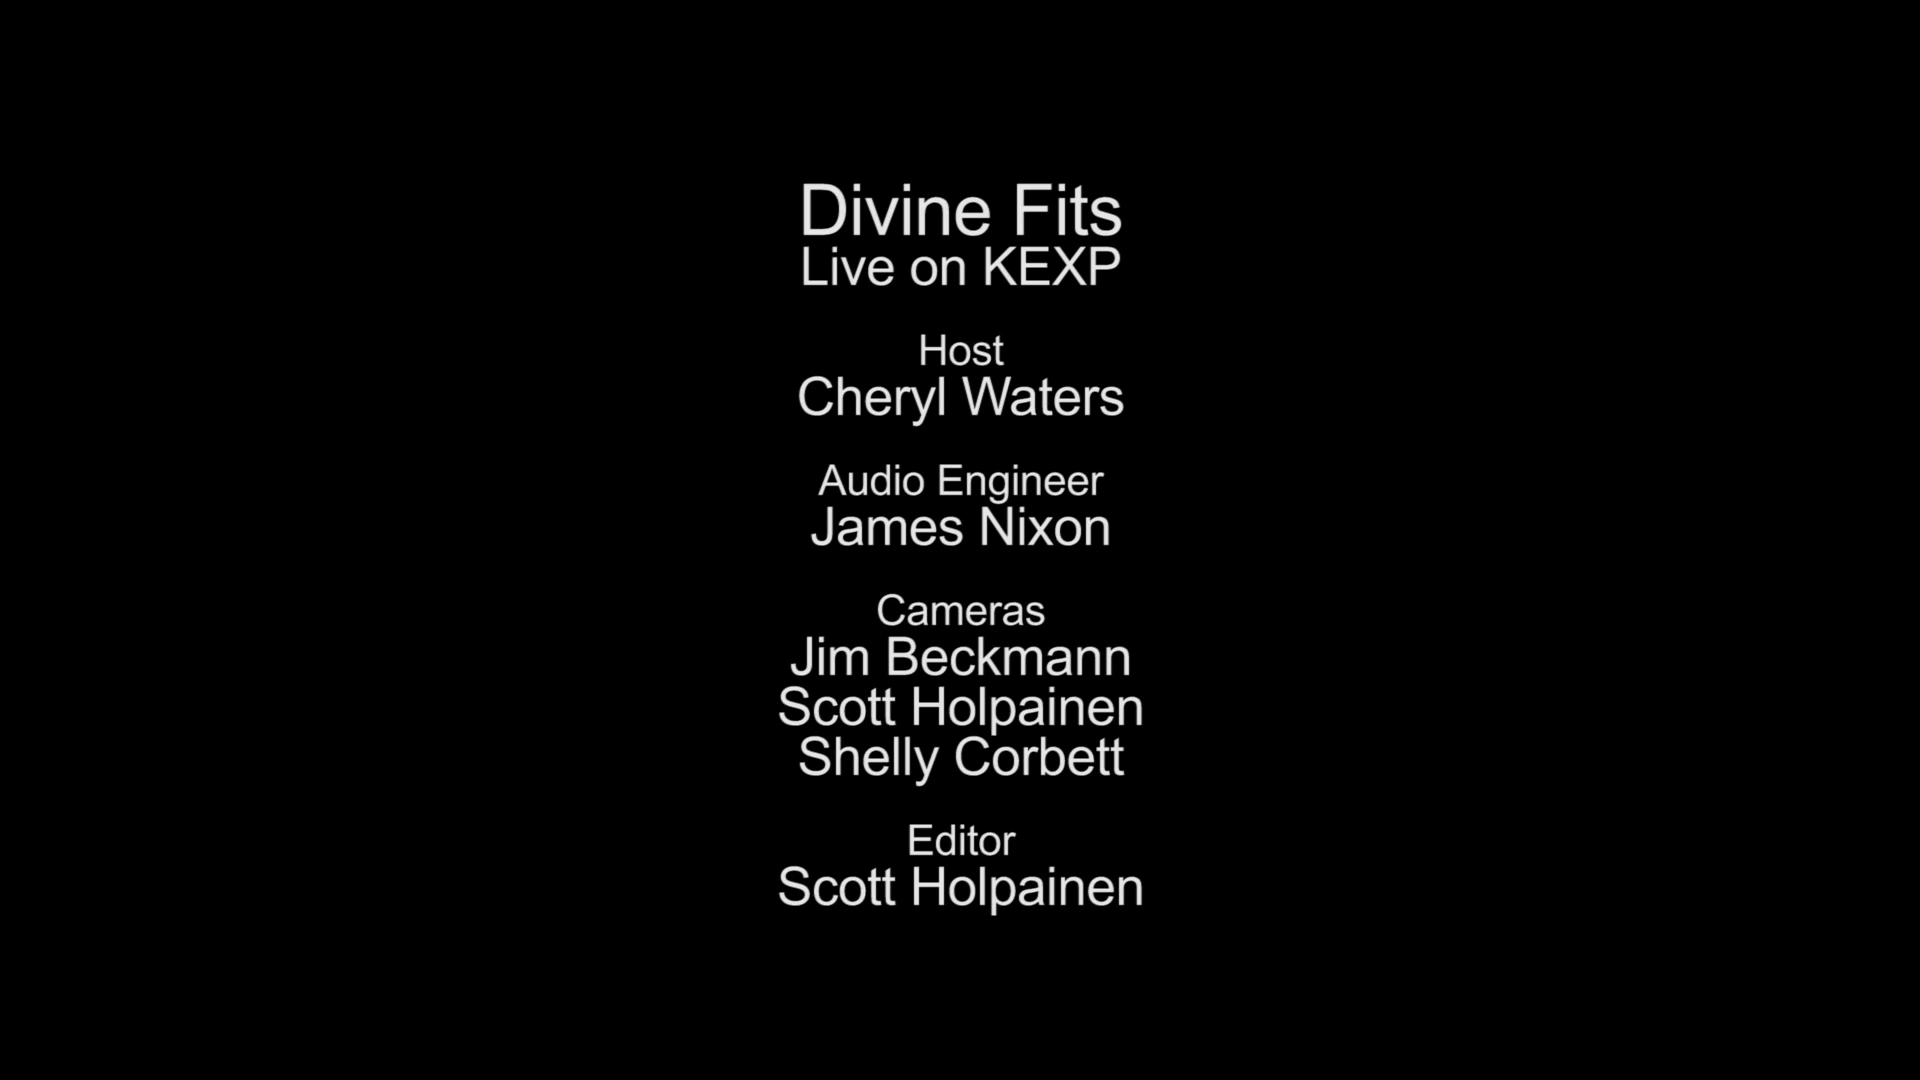 Divine Fits
Live on KEXP
Host
Cheryl Waters
Audio Engineer
James Nixon
Cameras
Jim Beckmann
Scott Holpainen
Shelly Corbett
Editor
Scott Holpainen